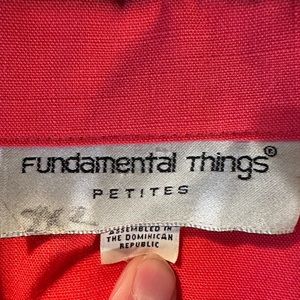 Fundamental Things®
PETITES
ASSEMBLED IN
THE DOMINICAN
REPUBLIC